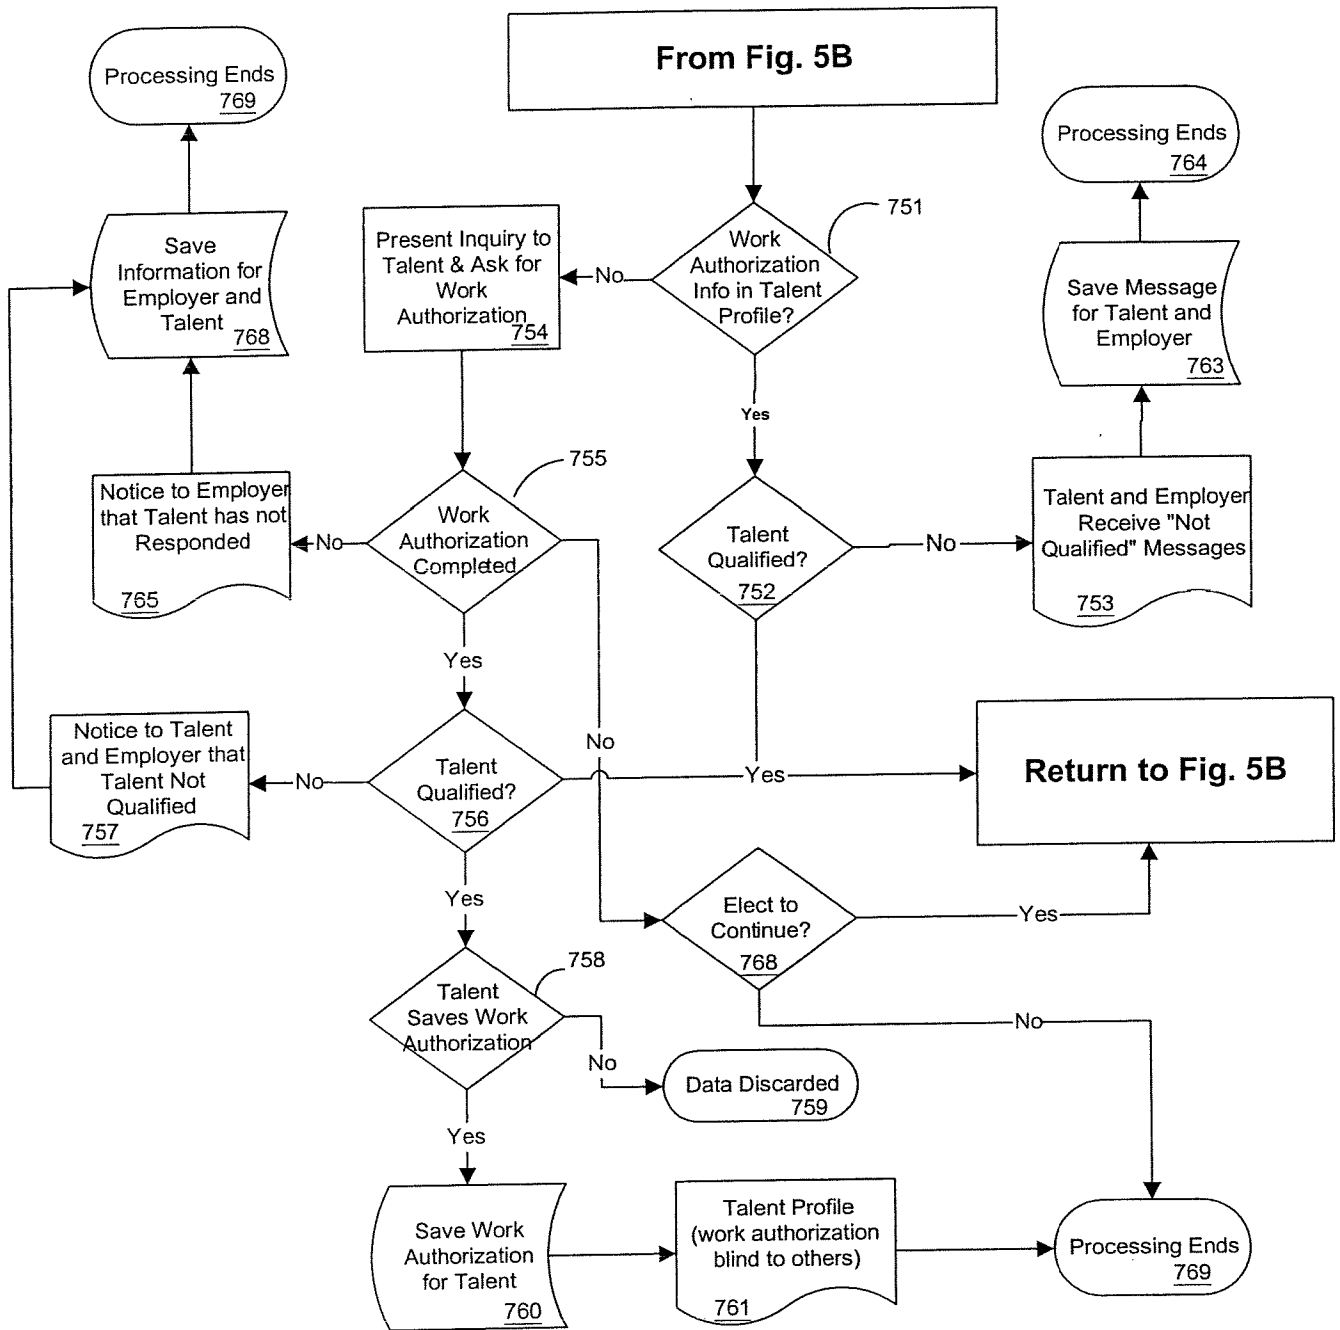 From Fig. 5B
Processing Ends
769
Processing Ends
764
751
Work
Authorization
Info in Talent
Profile?
Present Inquiry to
Talent & Ask for
Work
Authorization
754
No
Save
Information for
Employer and
Talent
768
Save Message
for Talent and
Employer
763
Yes
755
Notice to Employer
that Talent has not
Responded
765
No
Work
Authorization
Completed
Talent
Qualified?
752
No
Talent and Employer
Receive "Not
Qualified" Messages
753
Yes
No
Notice to Talent
and Employer that
Talent Not
Qualified
757
No
Talent
Qualified?
756
Yes
Return to Fig. 5B
Yes
Elect to
Continue?
768
Yes
758
Talent
Saves Work
Authorization
No
No
Data Discarded
759
Yes
Save Work
Authorization
for Talent
760
Talent Profile
(work authorization
blind to others)
761
Processing Ends
769